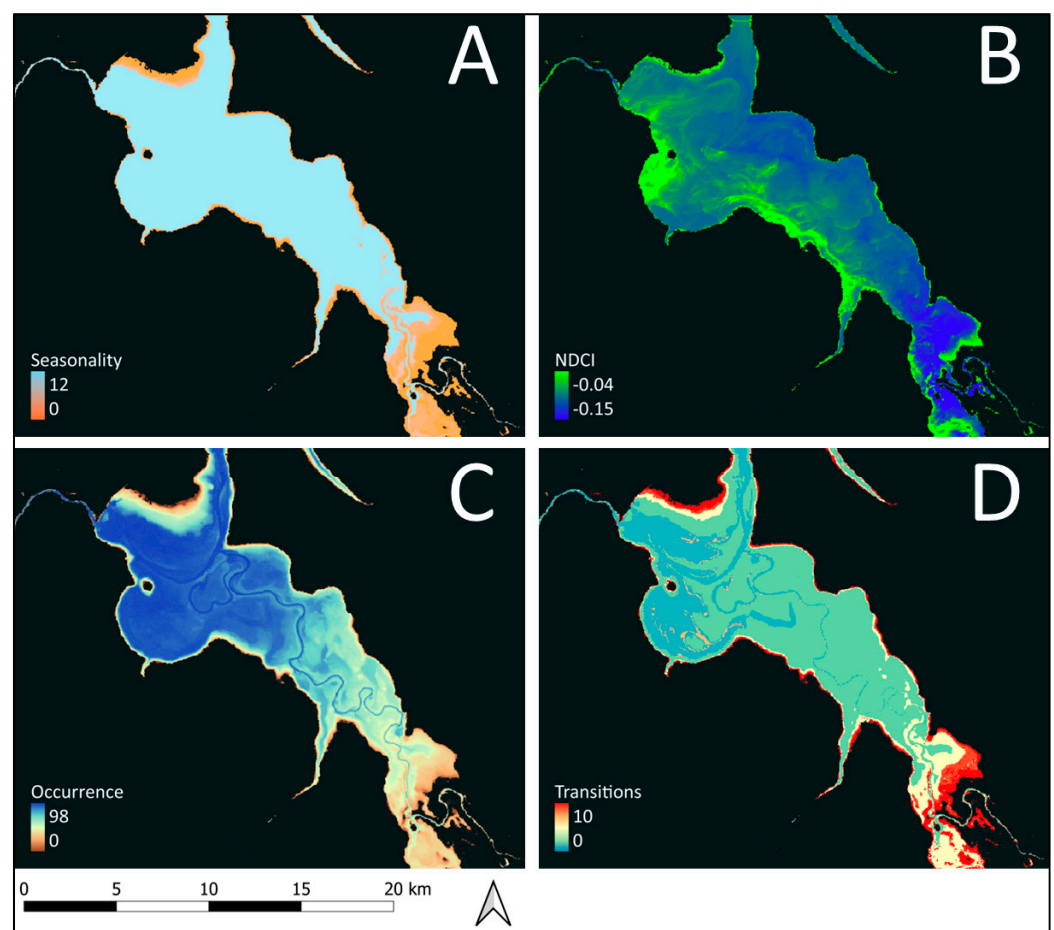 A
Seasonality
12
0
B
NDCI
-0.04
-0.15
C
Occurrence
98
0
D
Transitions
10
0
0 5 10 15 20 km